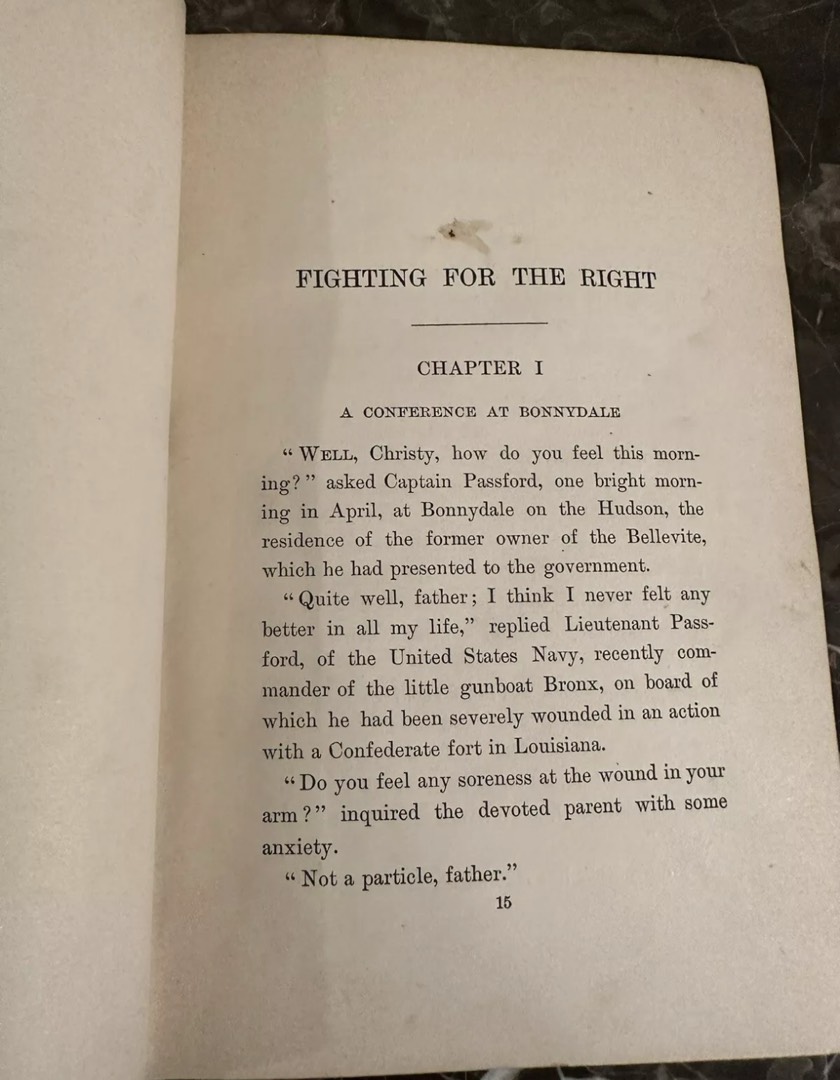 FIGHTING FOR THE RIGHT
CHAPTER I
A CONFERENCE AT BONNYDALE
“ WELL, Christy, how do you feel this morn-
ing? ” asked Captain Passford, one bright morn-
ing in April, at Bonnydale on the Hudson, the
residence of the former owner of the Bellevite,
which he had presented to the government.
“ Quite well, father; I think I never felt any
better in all my life,” replied Lieutenant Pass-
ford, of the United States Navy, recently com-
mander of the little gunboat Bronx, on board of
which he had been severely wounded in an action
with a Confederate fort in Louisiana.
“ Do you feel any soreness at the wound in your
arm ? ” inquired the devoted parent with some
anxiety.
“ Not a particle, father.”
15